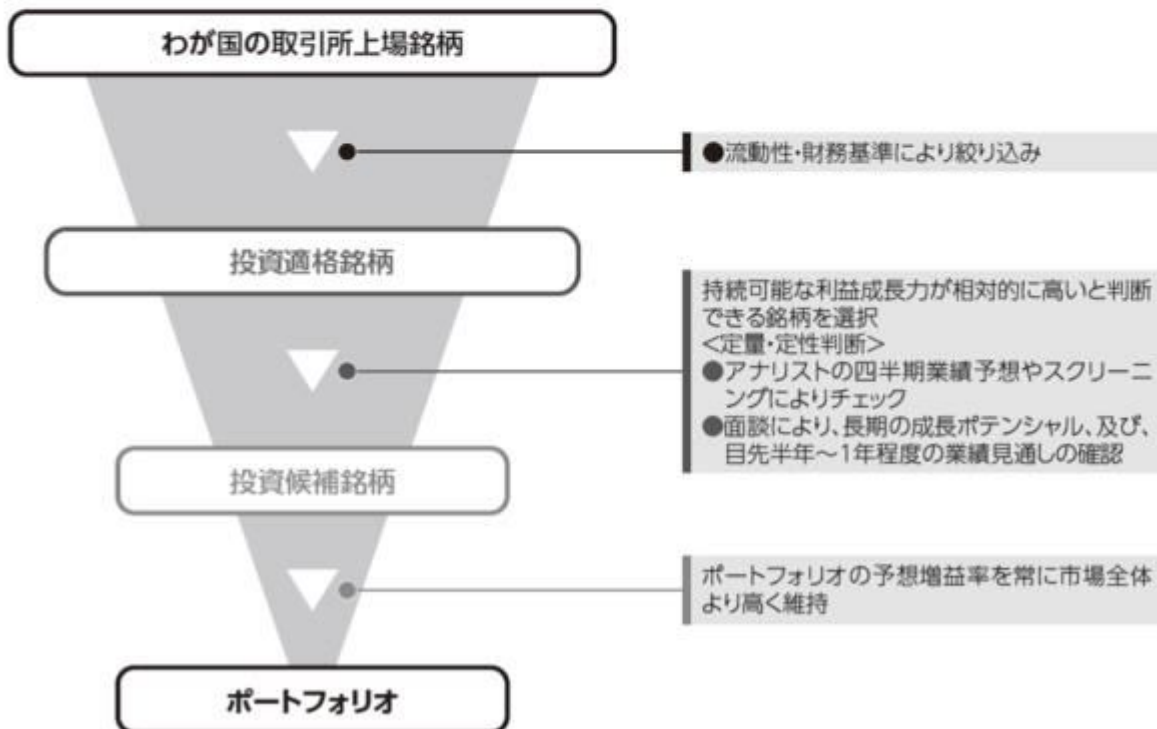 わが国の取引所上場銘柄
●流動性・財務基準により絞り込み
投資適格銘柄
持続可能な利益成長力が相対的に高いと判断
できる銘柄を選択
<定量・定性判断>
●アナリストの四半期業績予想やスクリーニ
ングによりチェック
●面談により、長期の成長ポテンシャル、及び、
目先半年～1年程度の業績見通しの確認
投資候補銘柄
ポートフォリオの予想増益率を常に市場全体
より高く維持
ポートフォリオ